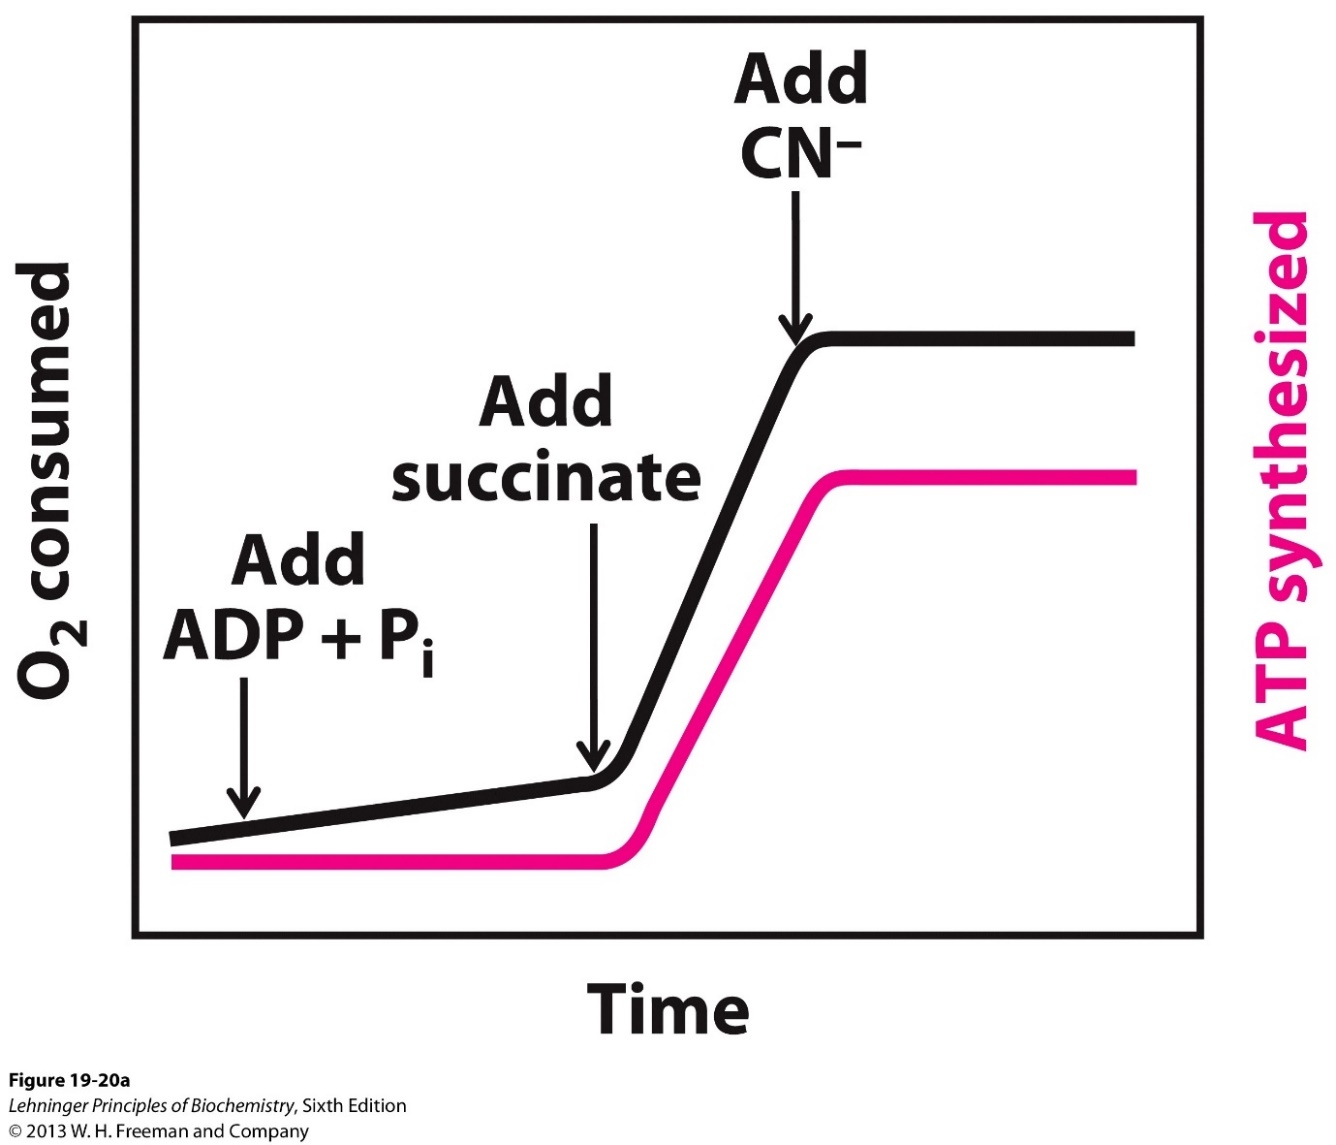 Add
CN–
Add
succinate
Add
ADP + Pi
O2 consumed
ATP synthesized
Time
Figure 19-20a
Lehninger Principles of Biochemistry, Sixth Edition
© 2013 W. H. Freeman and Company